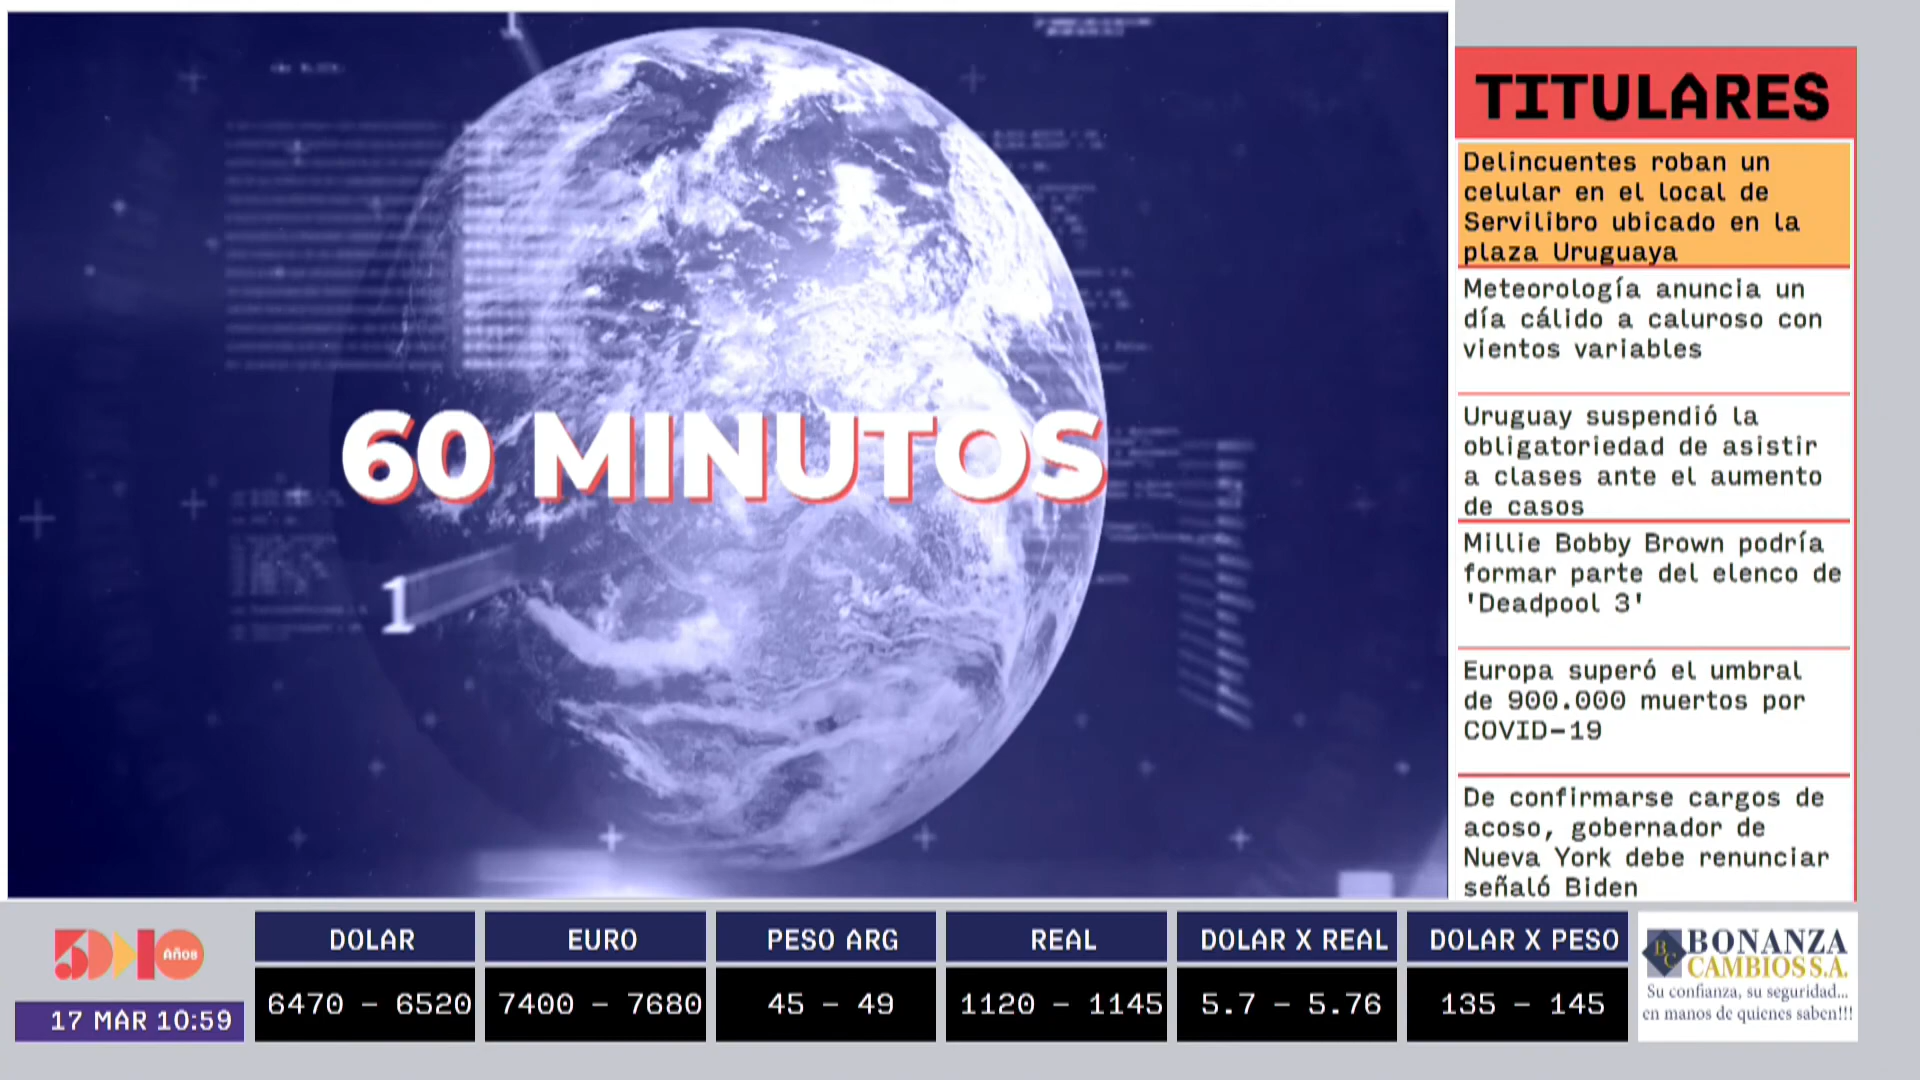 60 MINUTOS
1
TITULARES
Delincuentes roban un
celular en el local de
Servilibro ubicado en la
plaza Uruguaya
Meteorología anuncia un
día cálido a caluroso con
vientos variables
Uruguay suspendió la
obligatoriedad de asistir
a clases ante el aumento
de casos
Millie Bobby Brown podría
formar parte del elenco de
'Deadpool 3'
Europa superó el umbral
de 900.000 muertos por
COVID-19
De confirmarse cargos de
acoso, gobernador de
Nueva York debe renunciar
señaló Biden
Años
17 MAR 10:59
DOLAR
6470 - 6520
EURO
7400 - 7680
PESO ARG
45 - 49
REAL
1120 - 1145
DOLAR X REAL
5.7 - 5.76
DOLAR X PESO
135 - 145
BC
BONANZA
CAMBIOS S.A.
Su confianza, su seguridad...
en manos de quienes saben!!!